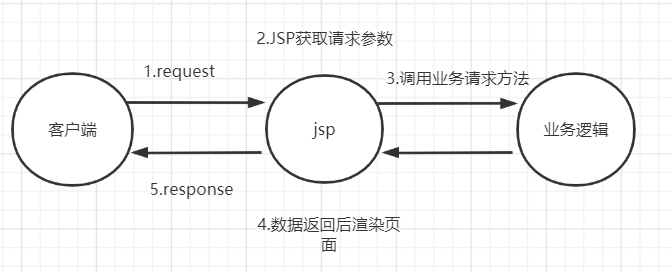 2.JSP获取请求参数
1.request
3.调用业务请求方法
客户端
jsp
业务逻辑
5.response
4.数据返回后渲染页
面